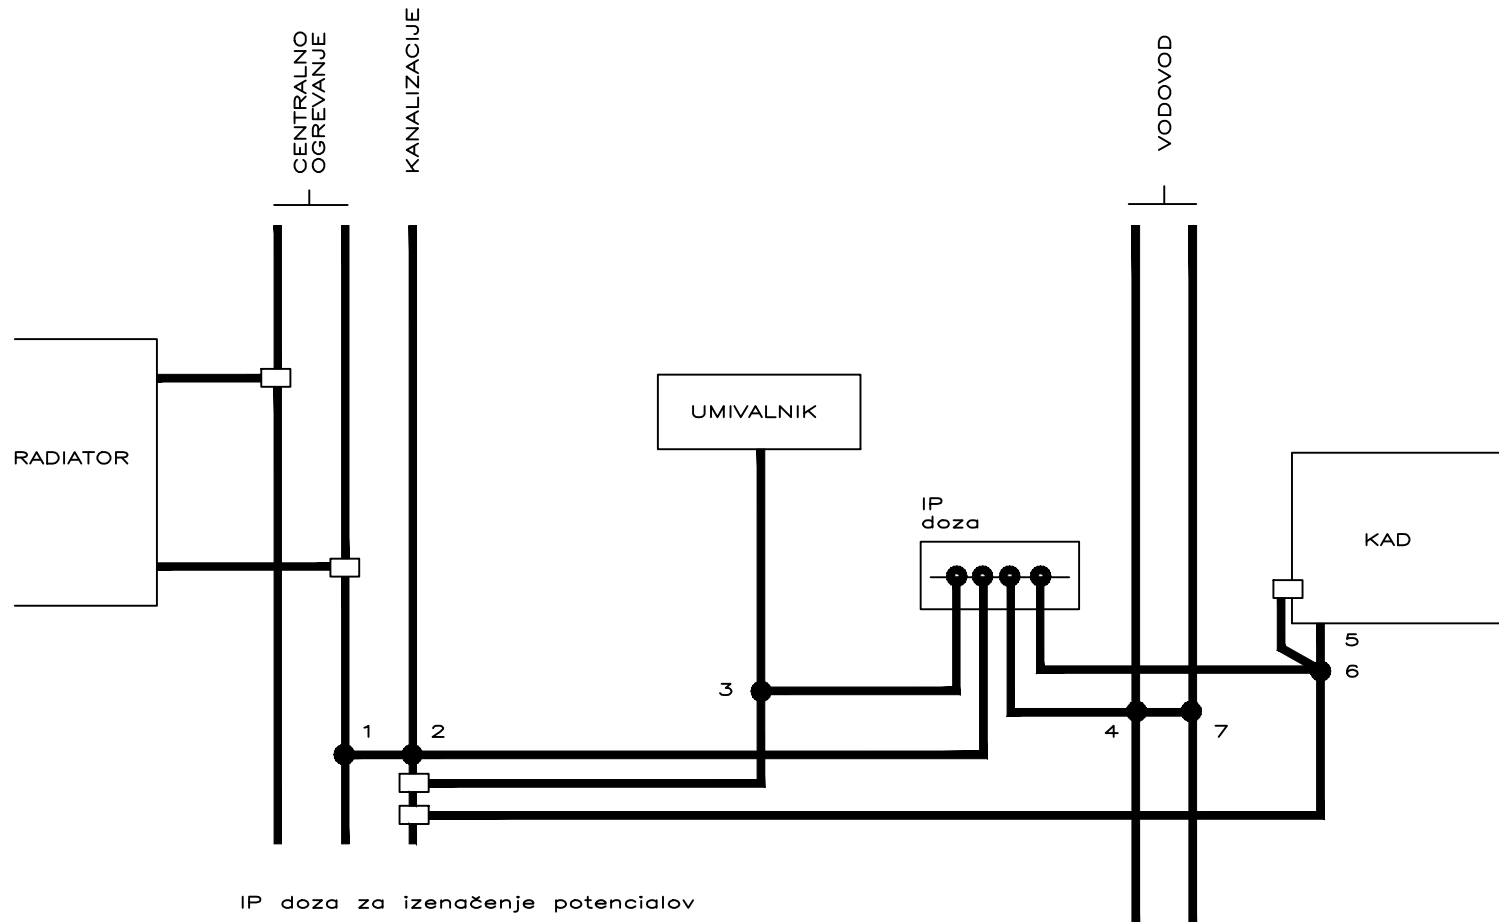 CENTRALNO
OGREVANJE
KANALIZACIJE
VODOVOD
RADIATOR
UMIVALNIK
IP
doza
KAD
5
6
3
1
2
4
7
IP doza za izenačenje potencialov